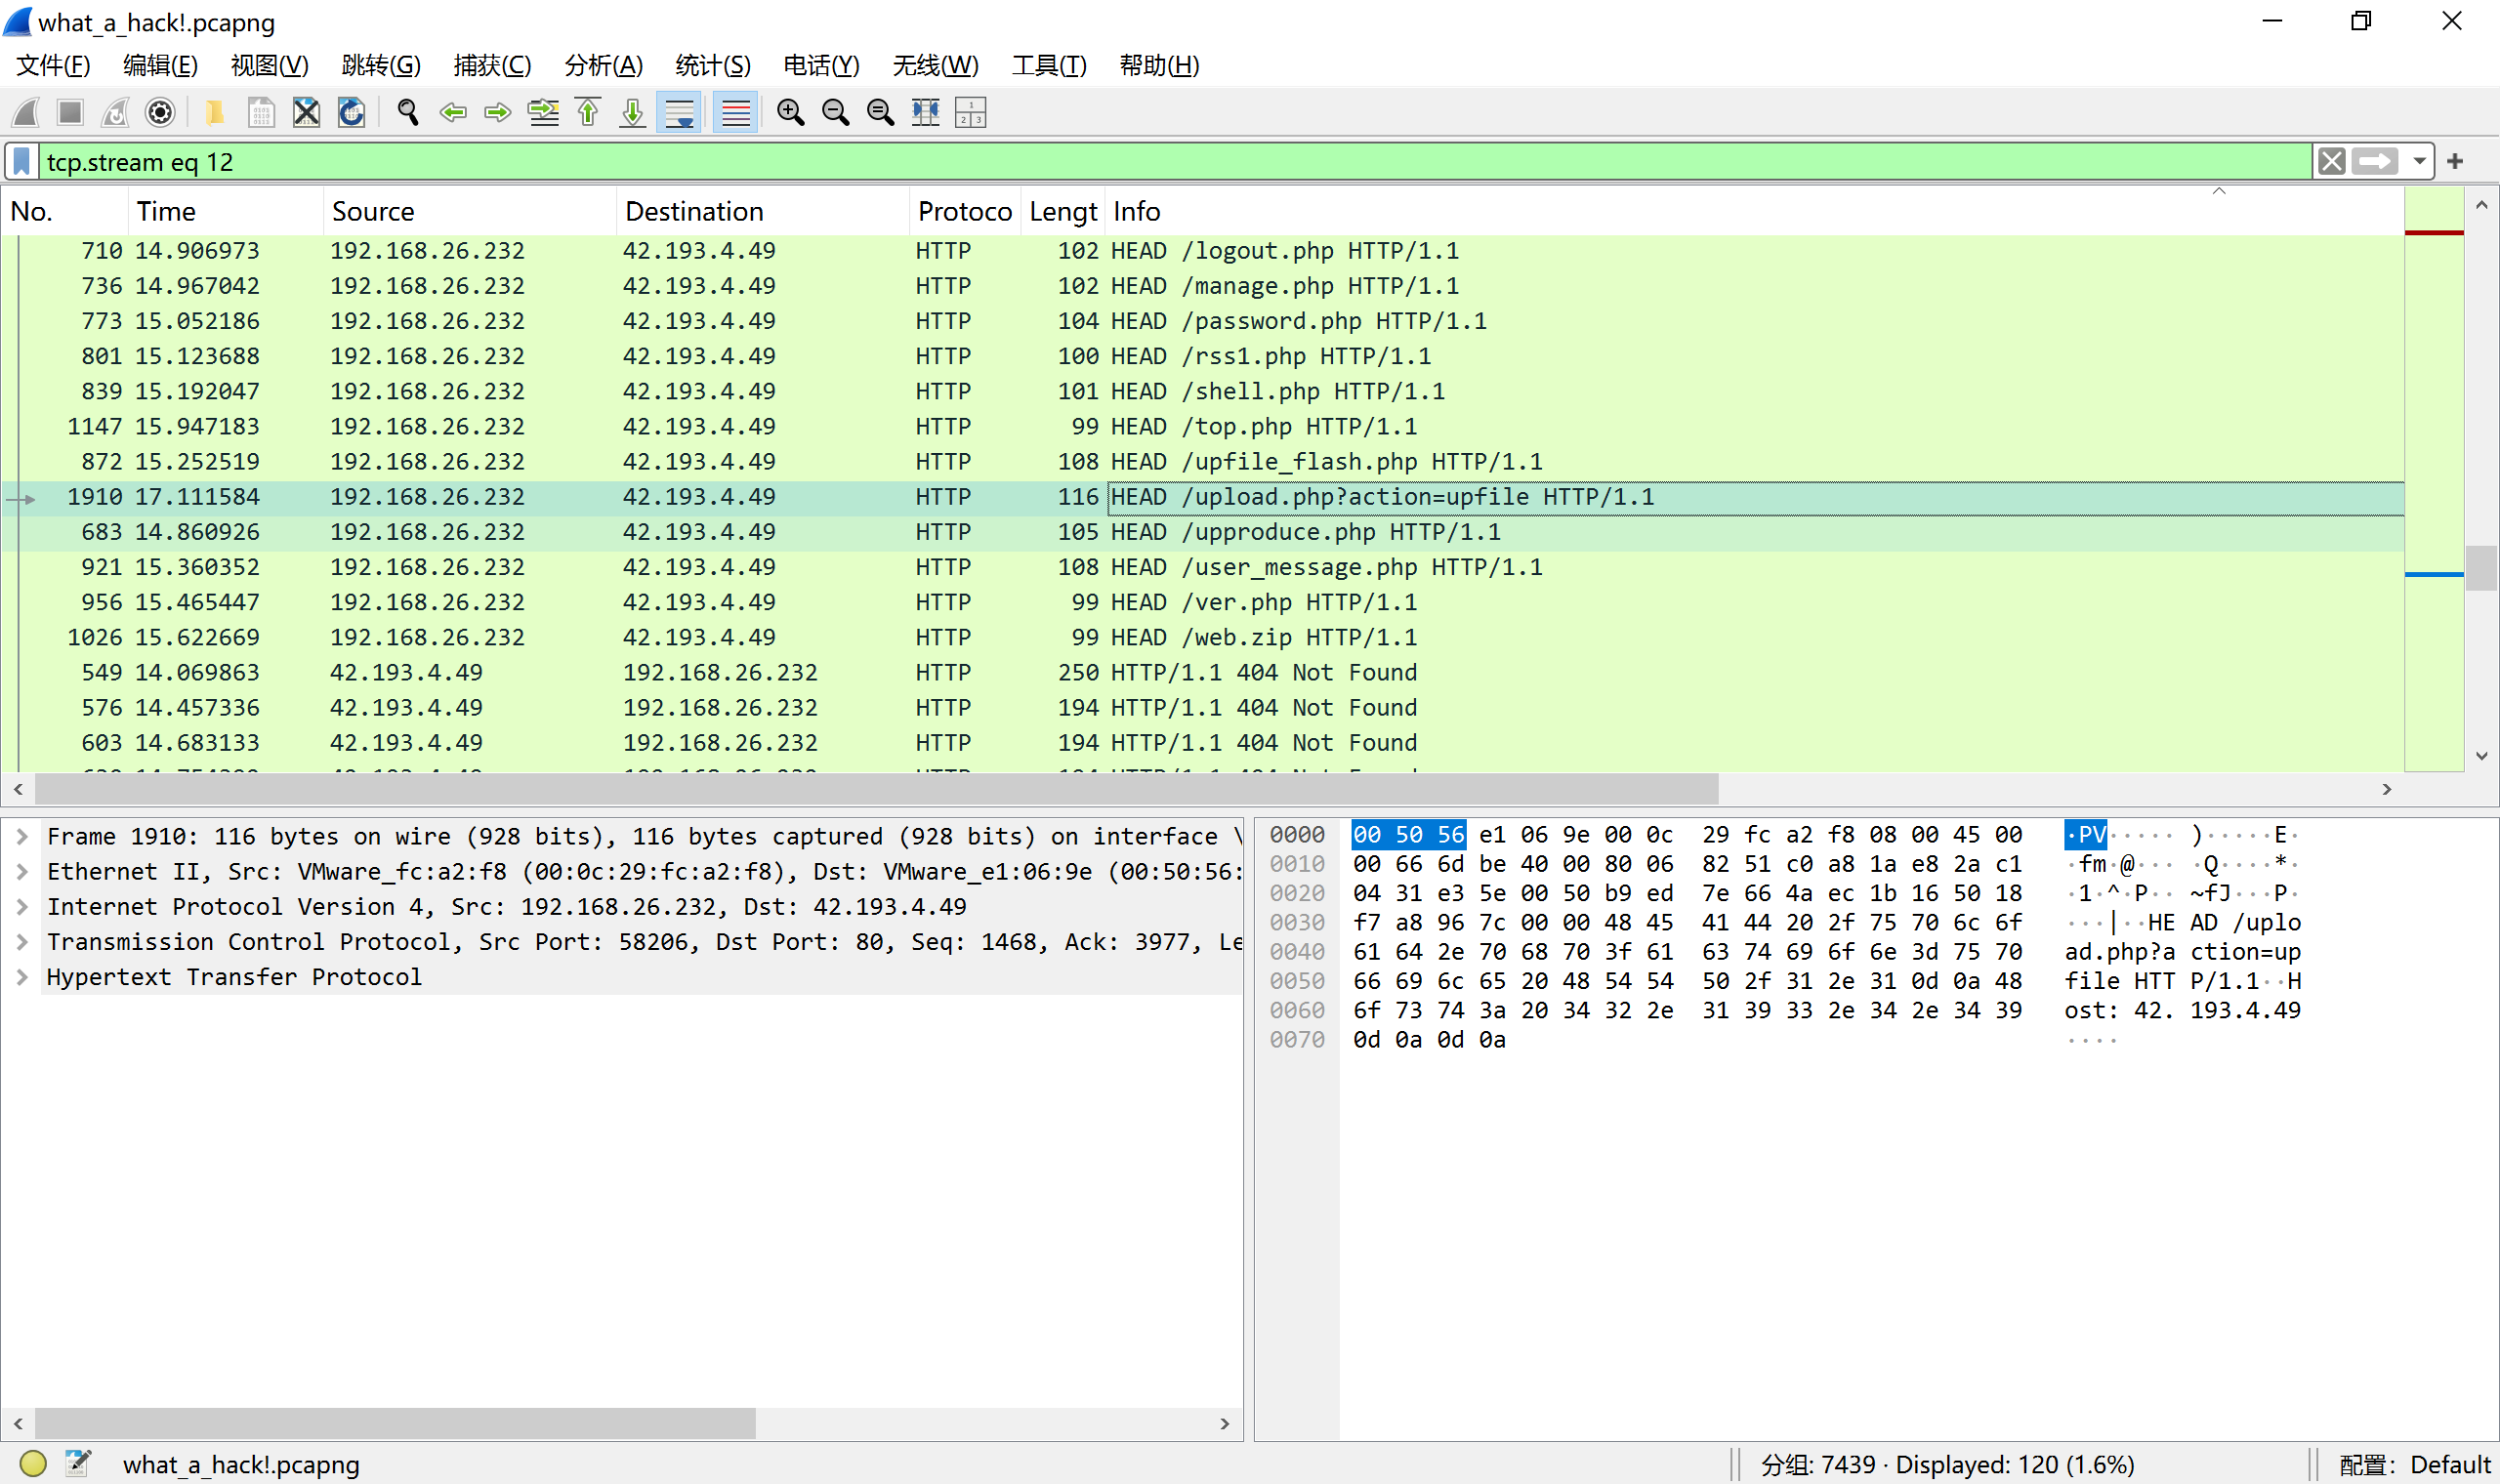 what_a_hack!.pcapng
文件(F) 编辑(E) 视图(V) 跳转(G) 捕获(C) 分析(A) 统计(S) 电话(Y) 无线(W) 工具(T) 帮助(H)
tcp.stream eq 12
No. Time Source Destination Protoco Lengt Info
710 14.906973 192.168.26.232 42.193.4.49 HTTP 102 HEAD /logout.php HTTP/1.1
736 14.967042 192.168.26.232 42.193.4.49 HTTP 102 HEAD /manage.php HTTP/1.1
773 15.052186 192.168.26.232 42.193.4.49 HTTP 104 HEAD /password.php HTTP/1.1
801 15.123688 192.168.26.232 42.193.4.49 HTTP 100 HEAD /rss1.php HTTP/1.1
839 15.192047 192.168.26.232 42.193.4.49 HTTP 101 HEAD /shell.php HTTP/1.1
1147 15.947183 192.168.26.232 42.193.4.49 HTTP 99 HEAD /top.php HTTP/1.1
872 15.252519 192.168.26.232 42.193.4.49 HTTP 108 HEAD /upfile_flash.php HTTP/1.1
1910 17.111584 192.168.26.232 42.193.4.49 HTTP 116 HEAD /upload.php?action=upfile HTTP/1.1
683 14.860926 192.168.26.232 42.193.4.49 HTTP 105 HEAD /upproduce.php HTTP/1.1
921 15.360352 192.168.26.232 42.193.4.49 HTTP 108 HEAD /user_message.php HTTP/1.1
956 15.465447 192.168.26.232 42.193.4.49 HTTP 99 HEAD /ver.php HTTP/1.1
1026 15.622669 192.168.26.232 42.193.4.49 HTTP 99 HEAD /web.zip HTTP/1.1
549 14.069863 42.193.4.49 192.168.26.232 HTTP 250 HTTP/1.1 404 Not Found
576 14.457336 42.193.4.49 192.168.26.232 HTTP 194 HTTP/1.1 404 Not Found
603 14.683133 42.193.4.49 192.168.26.232 HTTP 194 HTTP/1.1 404 Not Found
Frame 1910: 116 bytes on wire (928 bits), 116 bytes captured (928 bits) on interface \
Ethernet II, Src: VMware_fc:a2:f8 (00:0c:29:fc:a2:f8), Dst: VMware_e1:06:9e (00:50:56:
Internet Protocol Version 4, Src: 192.168.26.232, Dst: 42.193.4.49
Transmission Control Protocol, Src Port: 58206, Dst Port: 80, Seq: 1468, Ack: 3977, Le
Hypertext Transfer Protocol
0000 00 50 56 e1 06 9e 00 0c 29 fc a2 f8 08 00 45 00 ·PV····· )·····E·
0010 00 66 6d be 40 00 80 06 82 51 c0 a8 1a e8 2a c1 ·fm·@··· ·Q····*·
0020 04 31 e3 5e 00 50 b9 ed 7e 66 4a ec 1b 16 50 18 ·1·^·P·· ~fJ···P·
0030 f7 a8 96 7c 00 00 48 45 41 44 20 2f 75 70 6c 6f ···|··HE AD /uplo
0040 61 64 2e 70 68 70 3f 61 63 74 69 6f 6e 3d 75 70 ad.php?a ction=up
0050 66 69 6c 65 20 48 54 54 50 2f 31 2e 31 0d 0a 48 file HTT P/1.1··H
0060 6f 73 74 3a 20 34 32 2e 31 39 33 2e 34 2e 34 39 ost: 42. 193.4.49
0070 0d 0a 0d 0a ····
what_a_hack!.pcapng 分组: 7439 · Displayed: 120 (1.6%) 配置: Default